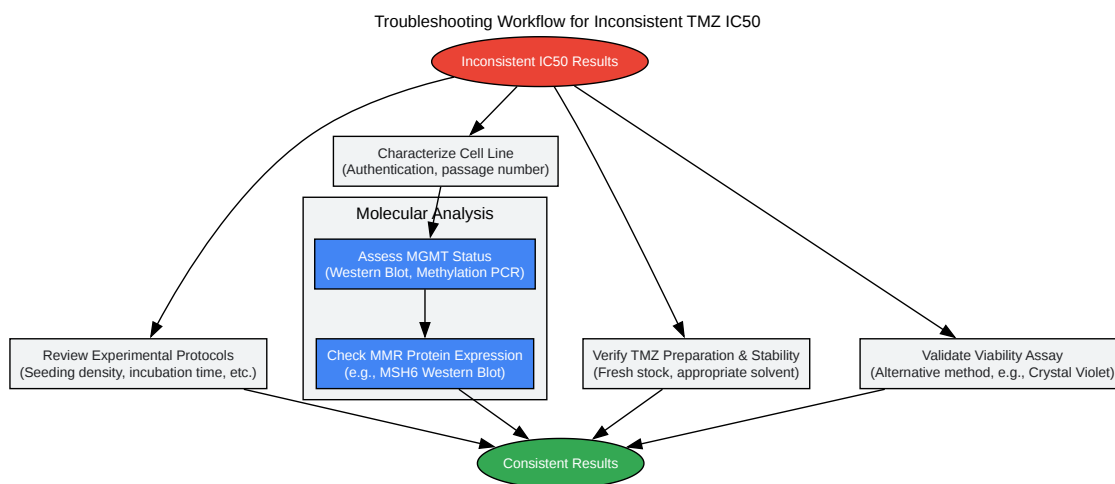 Troubleshooting Workflow for Inconsistent TMZ IC50
Inconsistent IC50 Results
Characterize Cell Line
(Authentication, passage number)
Molecular Analysis
Assess MGMT Status
(Western Blot, Methylation PCR)
Review Experimental Protocols
(Seeding density, incubation time, etc.)
Check MMR Protein Expression
(e.g., MSH6 Western Blot)
Verify TMZ Preparation & Stability
(Fresh stock, appropriate solvent)
Validate Viability Assay
(Alternative method, e.g., Crystal Violet)
Consistent Results